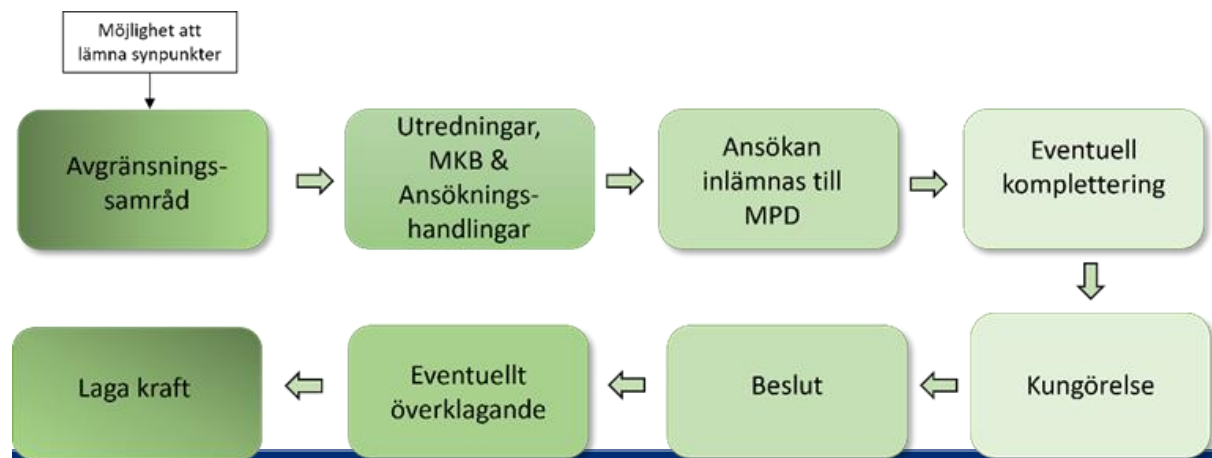 Möjlighet att
lämna synpunkter
Avgränsnings-
samråd
Utredningar,
MKB &
Ansöknings-
handlingar
Ansökan
inlämnas till
MPD
Eventuell
komplettering
Kungörelse
Beslut
Eventuellt
överklagande
Laga kraft